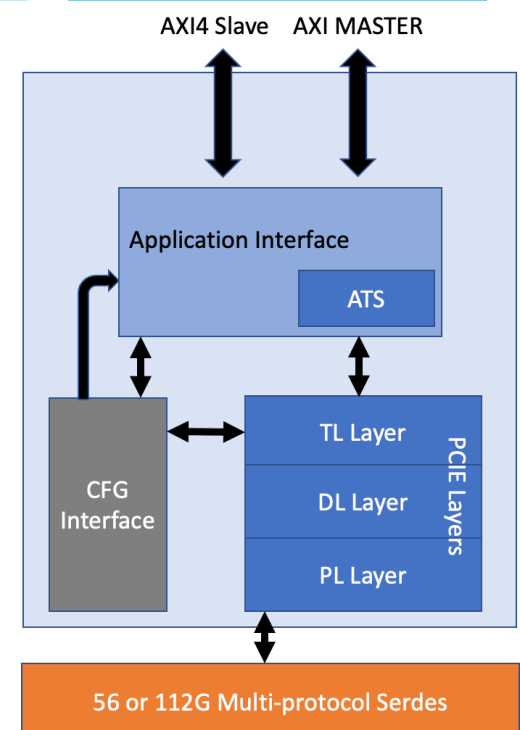 AXI4 Slave AXI MASTER
Application Interface
ATS
TL Layer
DL Layer
PL Layer
PCIE Layers
CFG
Interface
56 or 112G Multi-protocol Serdes